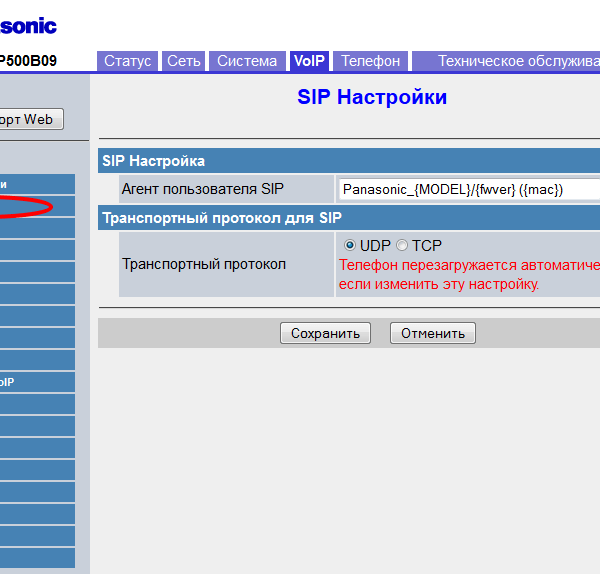 sonic
P500B09
Статус Сеть Система VoIP Телефон Техническое обслужива
SIP Настройки
орт Web
SIP Настройка
и
Агент пользователя SIP Panasonic_{MODEL}/{fwver} ({mac})
Транспортный протокол для SIP
UDP TCP
Транспортный протокол
Телефон перезагружается автоматиче
если изменить эту настройку.
Сохранить Отменить
oIP